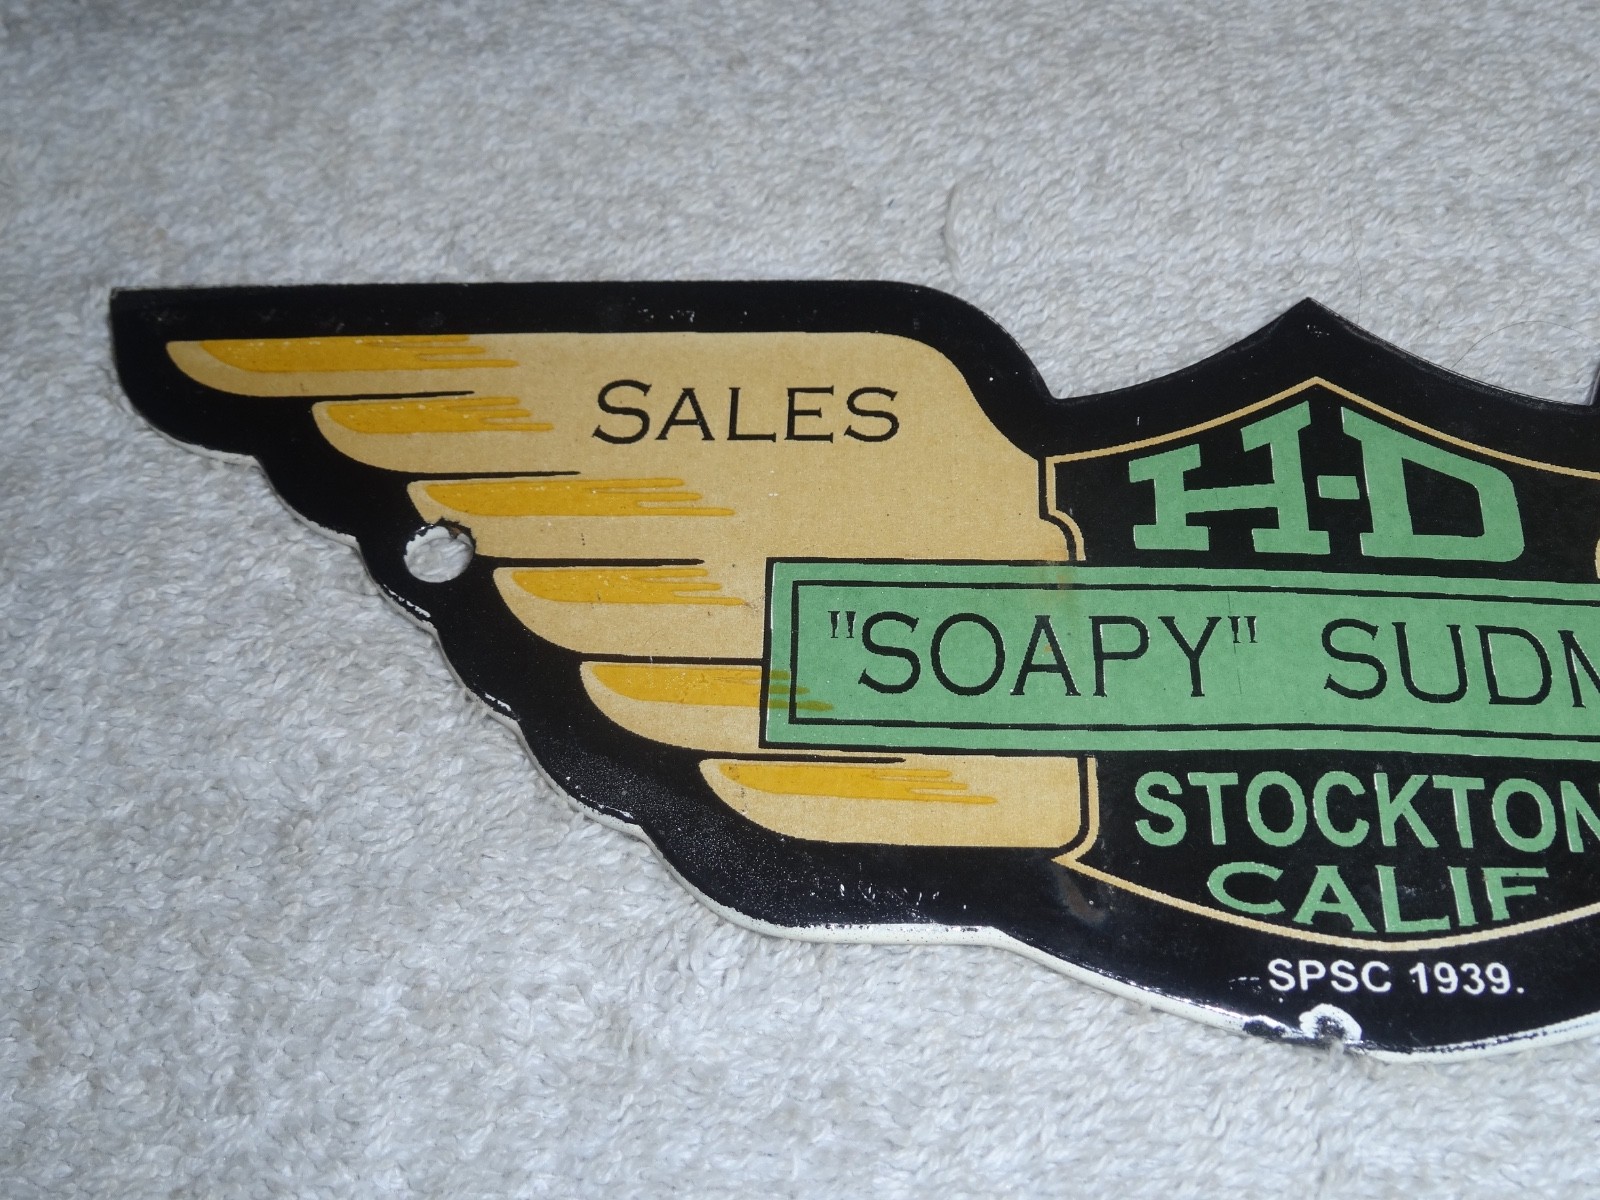 SALES
H-D
"SOAPY" SUDM
STOCKTON
CALIF
SPSC 1939.